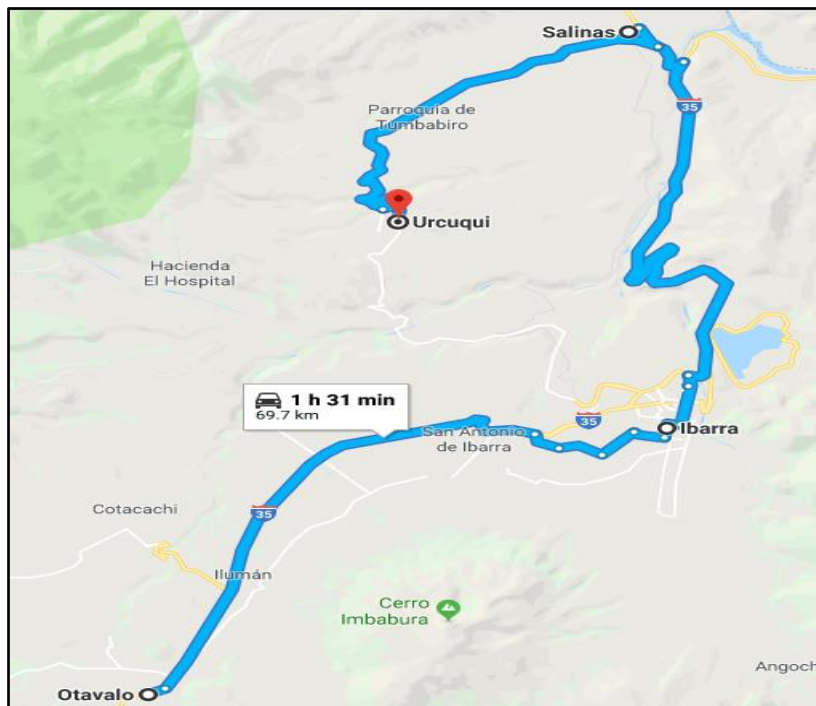 Salinas
35
Parroquia de
Tumbabiro
Urcuqui
Hacienda
El Hospital
1 h 31 min
69.7 km
35
San Antonio
de Ibarra
Ibarra
Cotacachi
35
Ilumán
Cerro
Imbabura
Angoch
Otavalo